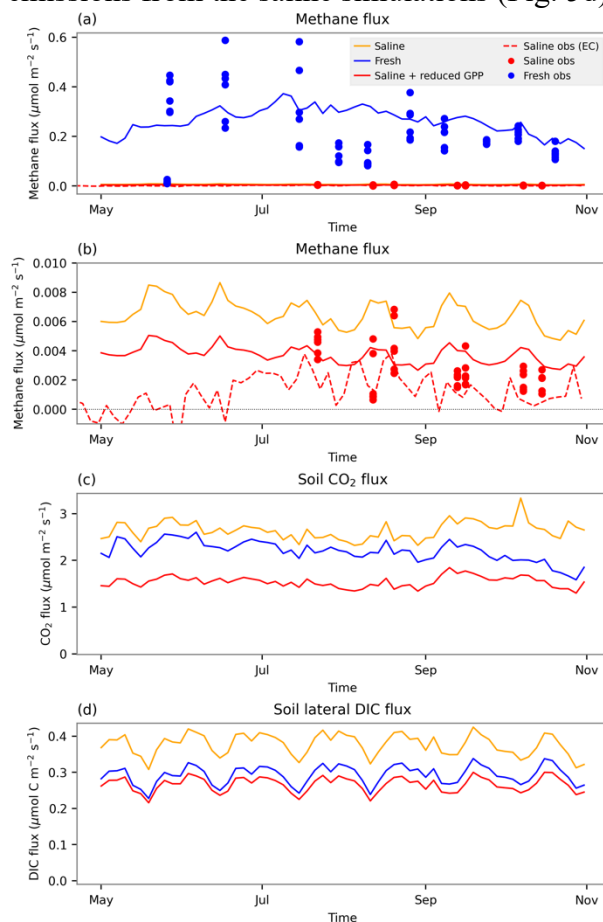 emissions from the saline simulations (Fig. 5d)
(a) Methane flux
0.6
0.4
0.2
0.0
Methane flux (μmol m⁻² s⁻¹)
Saline
Fresh
Saline + reduced GPP
Saline obs (EC)
Saline obs
Fresh obs
May Jul Sep Nov
Time
(b) Methane flux
0.010
0.008
0.006
0.004
0.002
0.000
Methane flux (μmol m⁻² s⁻¹)
May Jul Sep Nov
Time
(c) Soil CO₂ flux
3
2
1
0
CO₂ flux (μmol m⁻² s⁻¹)
May Jul Sep Nov
Time
(d) Soil lateral DIC flux
0.4
0.3
0.2
0.1
0.0
DIC flux (μmol C m⁻² s⁻¹)
May Jul Sep Nov
Time